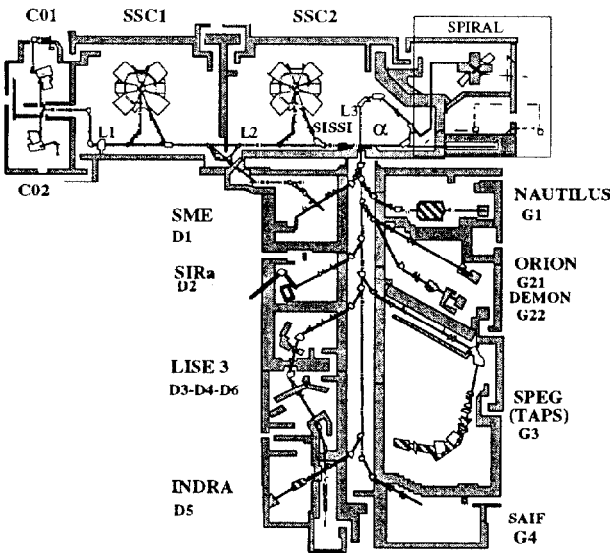 C01
SSC1
SSC2
SPIRAL
L1
L2
L3
SISSI
α
C02
SME
D1
SIRa
D2
LISE 3
D3-D4-D6
INDRA
D5
NAUTILUS
G1
ORION
G21
DEMON
G22
SPEG
(TAPS)
G3
SAIF
G4